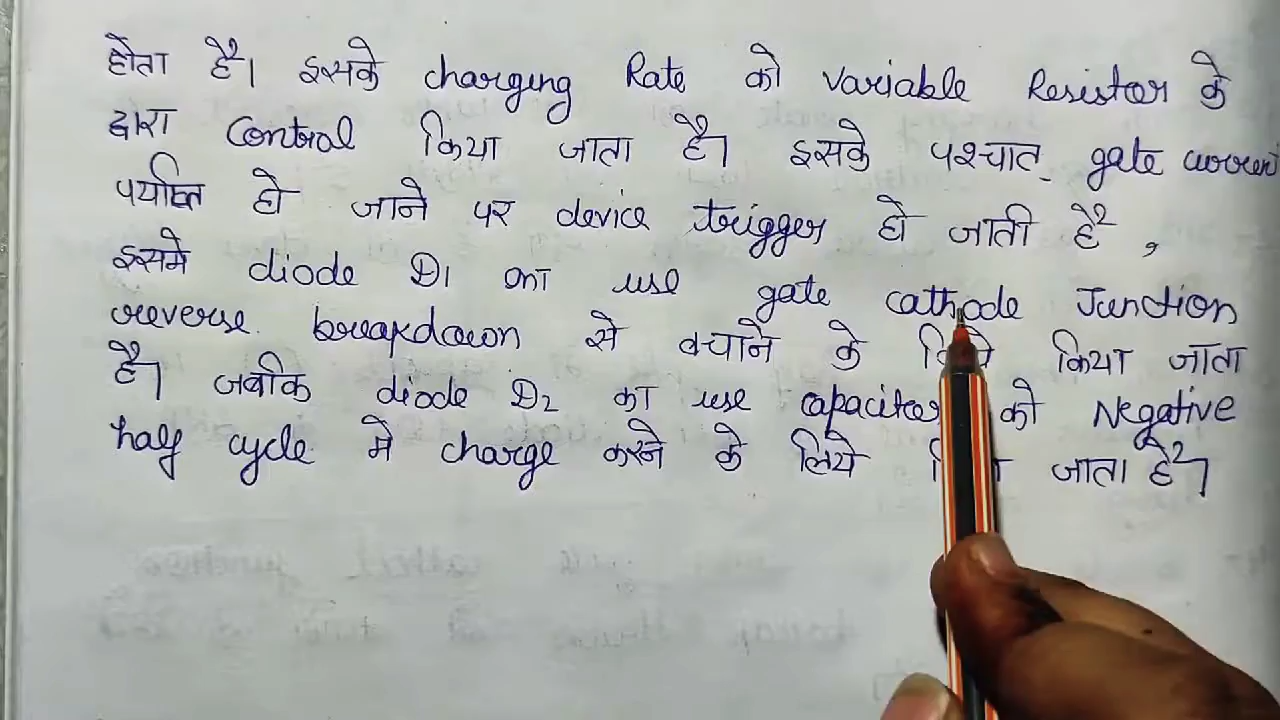 होता है। इसके charging Rate को variable Resistor के
द्वारा Control किया जाता है। इसके पश्चात gate current
पर्याप्त हो जाने पर device trigger हो जाती है,
इसमे diode D1 का use gate cathode Junction
reverse breakdown से बचाने के लिये किया जाता
है। जबकि diode D2 का use capacitor को Negative
half cycle मे charge करने के लिये जाता है।